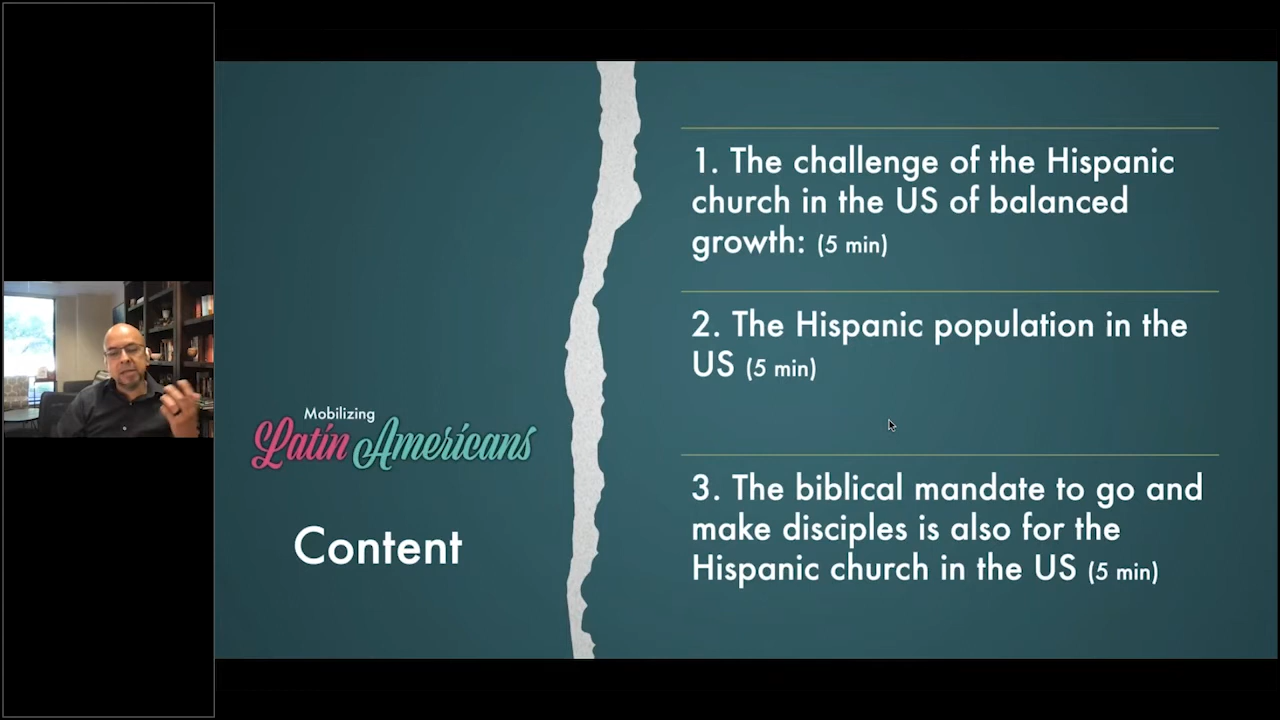 Mobilizing
Latin Americans
Content
1. The challenge of the Hispanic
church in the US of balanced
growth: (5 min)
2. The Hispanic population in the
US (5 min)
3. The biblical mandate to go and
make disciples is also for the
Hispanic church in the US (5 min)